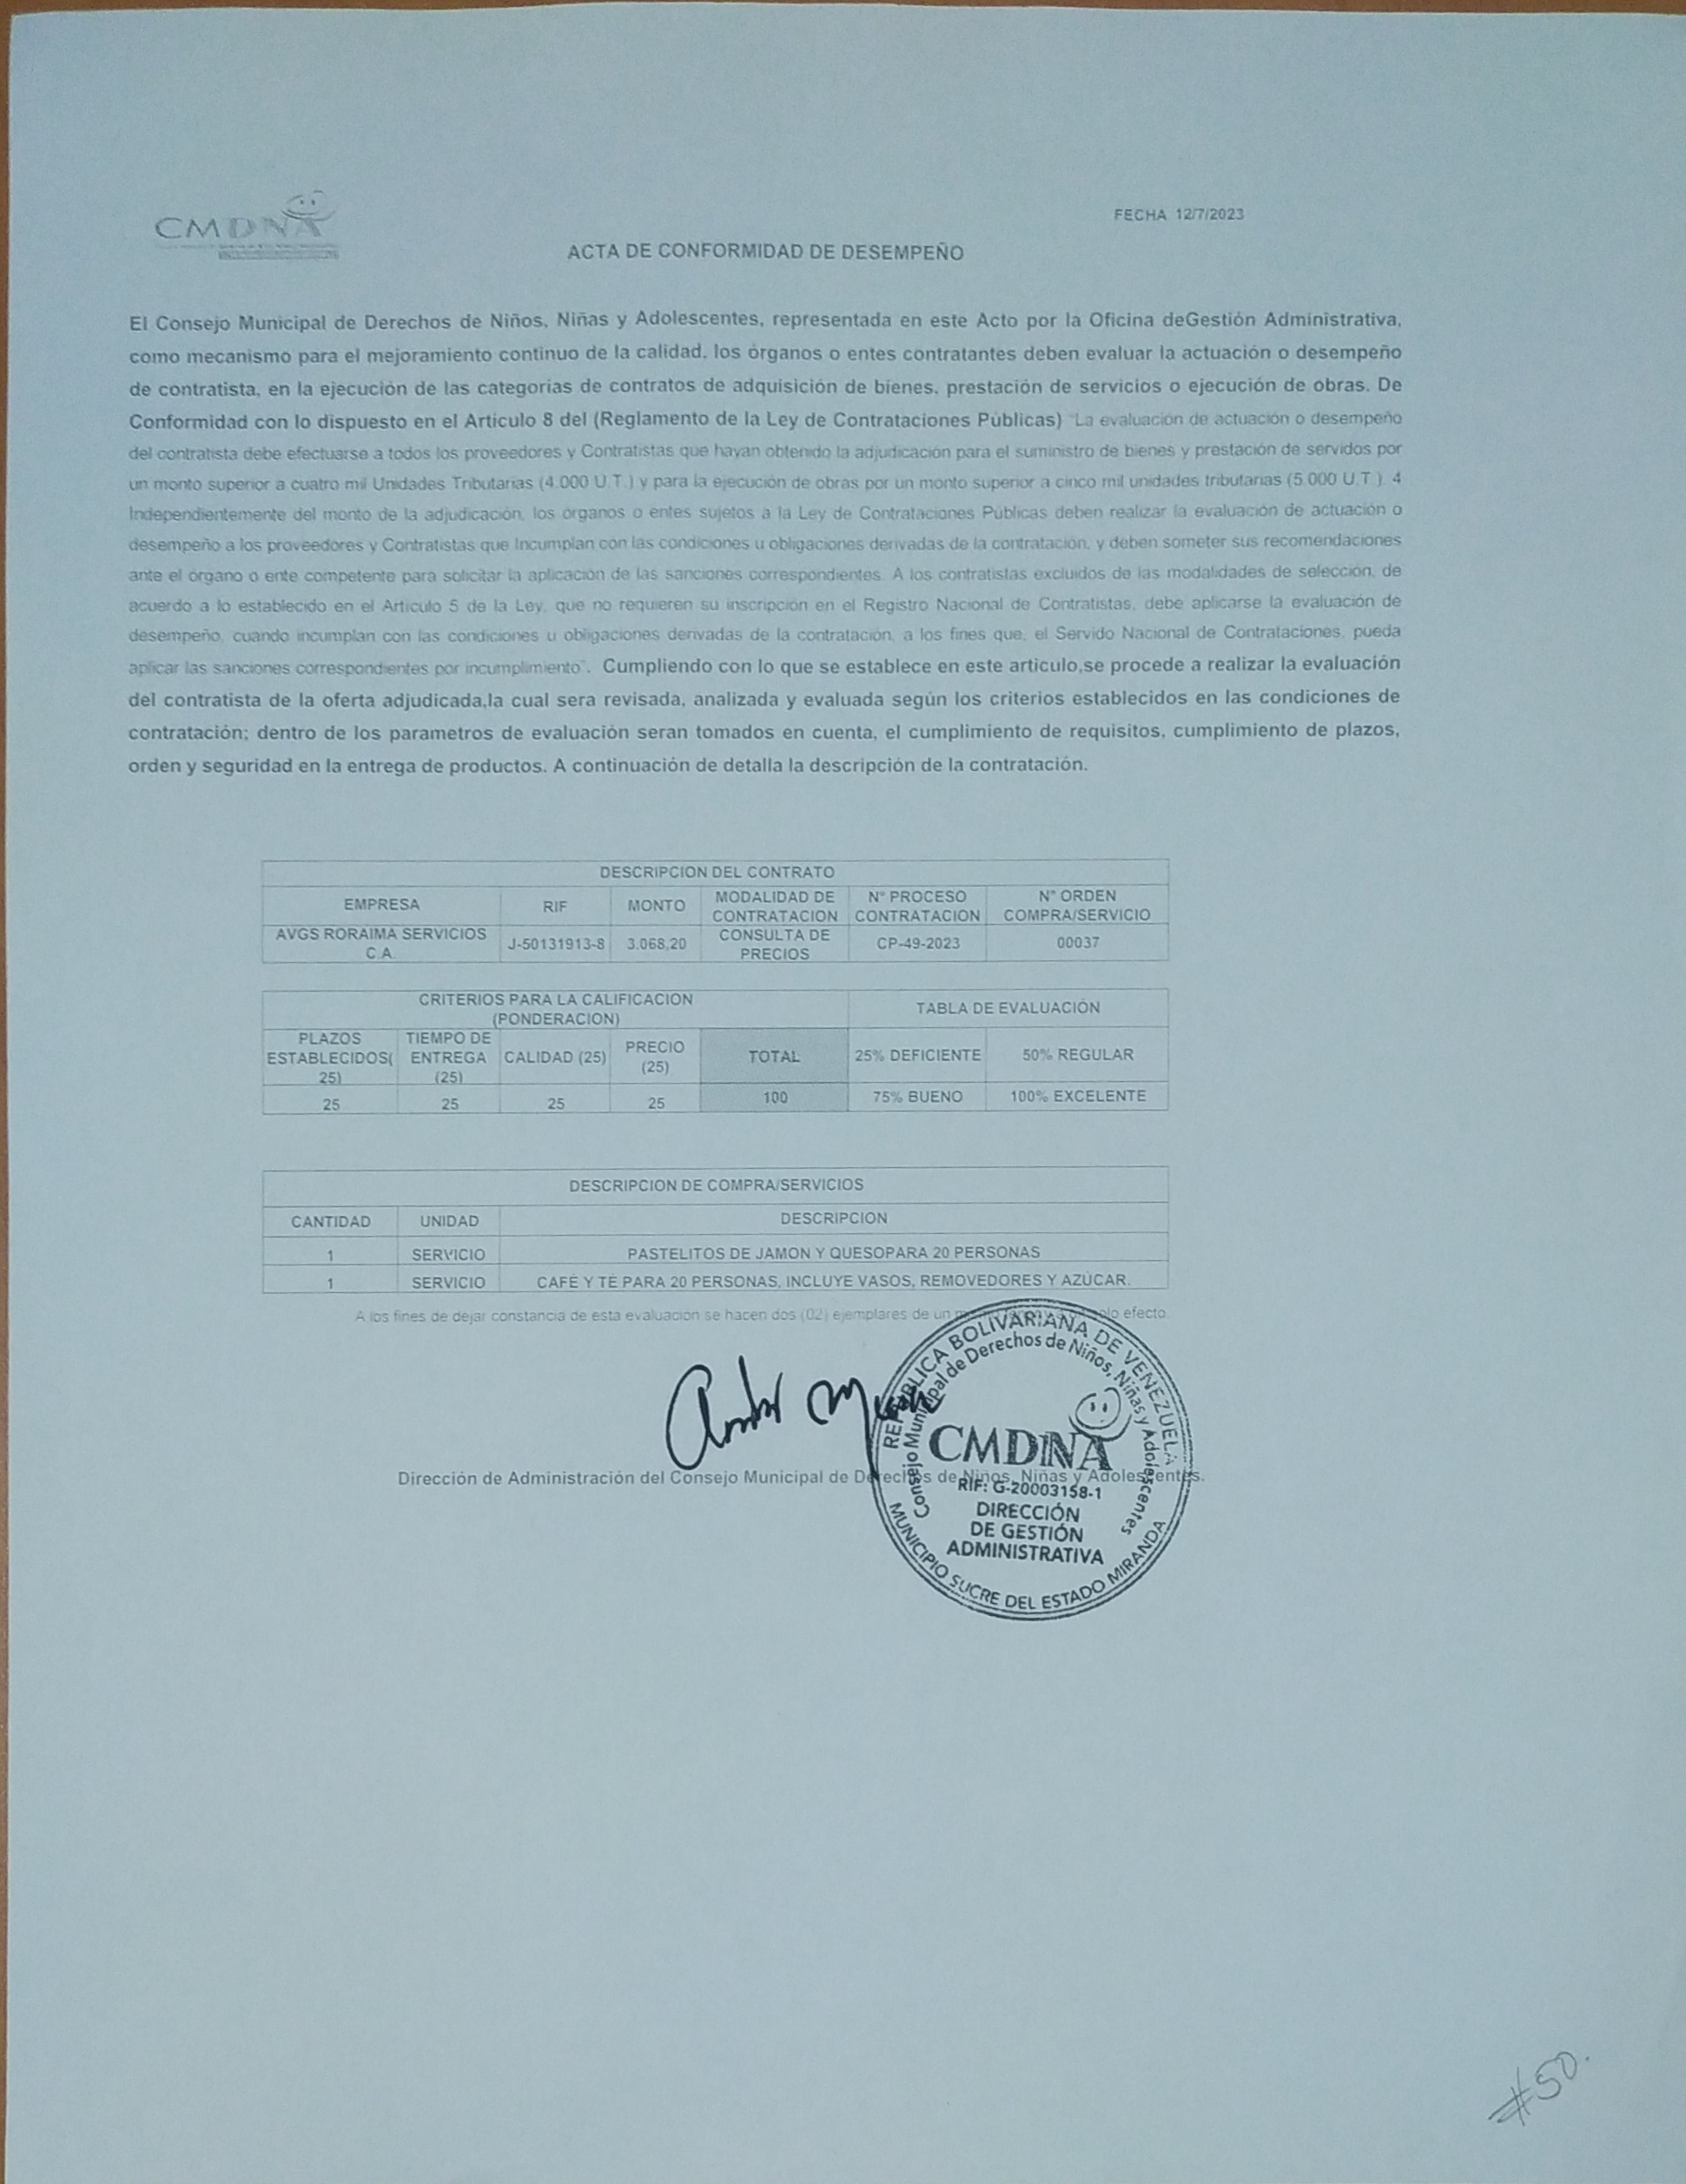 CMDNA
FECHA 12/7/2023
ACTA DE CONFORMIDAD DE DESEMPEÑO
El Consejo Municipal de Derechos de Niños, Niñas y Adolescentes, representada en este Acto por la Oficina deGestión Administrativa,
como mecanismo para el mejoramiento continuo de la calidad, los órganos o entes contratantes deben evaluar la actuación o desempeño
de contratista, en la ejecución de las categorias de contratos de adquisición de bienes, prestación de servicios o ejecución de obras. De
Conformidad con lo dispuesto en el Articulo 8 del (Reglamento de la Ley de Contrataciones Públicas) "La evaluación de actuación o desempeño
del contratista debe efectuarse a todos los proveedores y Contratistas que hayan obtenido la adjudicación para el suministro de bienes y prestación de servidos por
un monto superior a cuatro mil Unidades Tributarias (4.000 U.T.) y para la ejecución de obras por un monto superior a cinco mil unidades tributarias (5.000 U.T.). 4
Independientemente del monto de la adjudicación, los órganos o entes sujetos a la Ley de Contrataciones Públicas deben realizar la evaluación de actuación o
desempeño a los proveedores y Contratistas que Incumplan con las condiciones u obligaciones derivadas de la contratación, y deben someter sus recomendaciones
ante el órgano o ente competente para solicitar la aplicación de las sanciones correspondientes. A los contratistas excluidos de las modalidades de selección, de
acuerdo a lo establecido en el Articulo 5 de la Ley, que no requieren su inscripción en el Registro Nacional de Contratistas, debe aplicarse la evaluación de
desempeño, cuando incumplan con las condiciones u obligaciones derivadas de la contratación, a los fines que, el Servido Nacional de Contrataciones, pueda
aplicar las sanciones correspondientes por incumplimiento". Cumpliendo con lo que se establece en este articulo,se procede a realizar la evaluación
del contratista de la oferta adjudicada,la cual sera revisada, analizada y evaluada según los criterios establecidos en las condiciones de
contratación; dentro de los parametros de evaluación seran tomados en cuenta, el cumplimiento de requisitos, cumplimiento de plazos,
orden y seguridad en la entrega de productos. A continuación de detalla la descripción de la contratación.
DESCRIPCION DEL CONTRATO
EMPRESA RIF MONTO MODALIDAD DE CONTRATACION N° PROCESO CONTRATACION N° ORDEN COMPRA/SERVICIO
AVGS RORAIMA SERVICIOS C.A. J-50131913-8 3.068,20 CONSULTA DE PRECIOS CP-49-2023 00037
CRITERIOS PARA LA CALIFICACION (PONDERACION) TABLA DE EVALUACIÓN
PLAZOS ESTABLECIDOS( 25) TIEMPO DE ENTREGA (25) CALIDAD (25) PRECIO (25) TOTAL 25% DEFICIENTE 50% REGULAR
25 25 25 25 100 75% BUENO 100% EXCELENTE
DESCRIPCION DE COMPRA/SERVICIOS
CANTIDAD UNIDAD DESCRIPCION
1 SERVICIO PASTELITOS DE JAMON Y QUESOPARA 20 PERSONAS
1 SERVICIO CAFÉ Y TÉ PARA 20 PERSONAS, INCLUYE VASOS, REMOVEDORES Y AZÚCAR.
A los fines de dejar constancia de esta evaluacion se hacen dos (02) ejemplares de un efecto.
Dirección de Administración del Consejo Municipal de Derechos de Niños, Niñas y Adolescentes.
REPÚBLICA BOLIVARIANA DE VENEZUELA
Consejo Municipal de Derechos de Niños, Niñas y Adolescentes
CMDNA
RIF: G-20003158-1
DIRECCIÓN
DE GESTIÓN
ADMINISTRATIVA
MUNICIPIO SUCRE DEL ESTADO MIRANDA
#50.